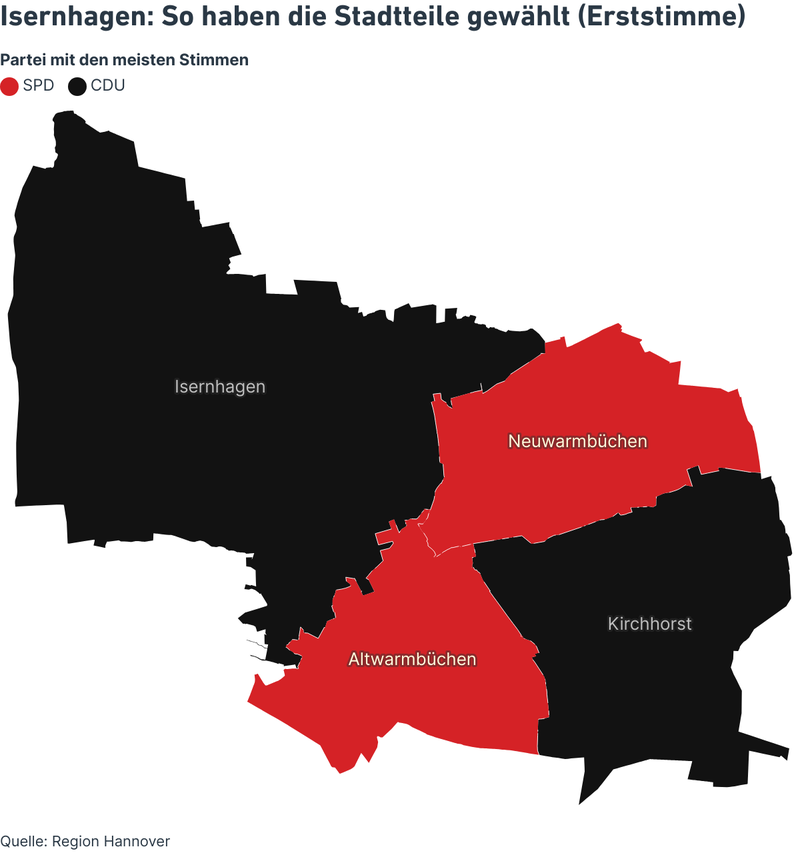 Isernhagen: So haben die Stadtteile gewählt (Erststimme)
Partei mit den meisten Stimmen
SPD CDU
Isernhagen
Neuwarmbüchen
Kirchhorst
Altwarmbüchen
Quelle: Region Hannover